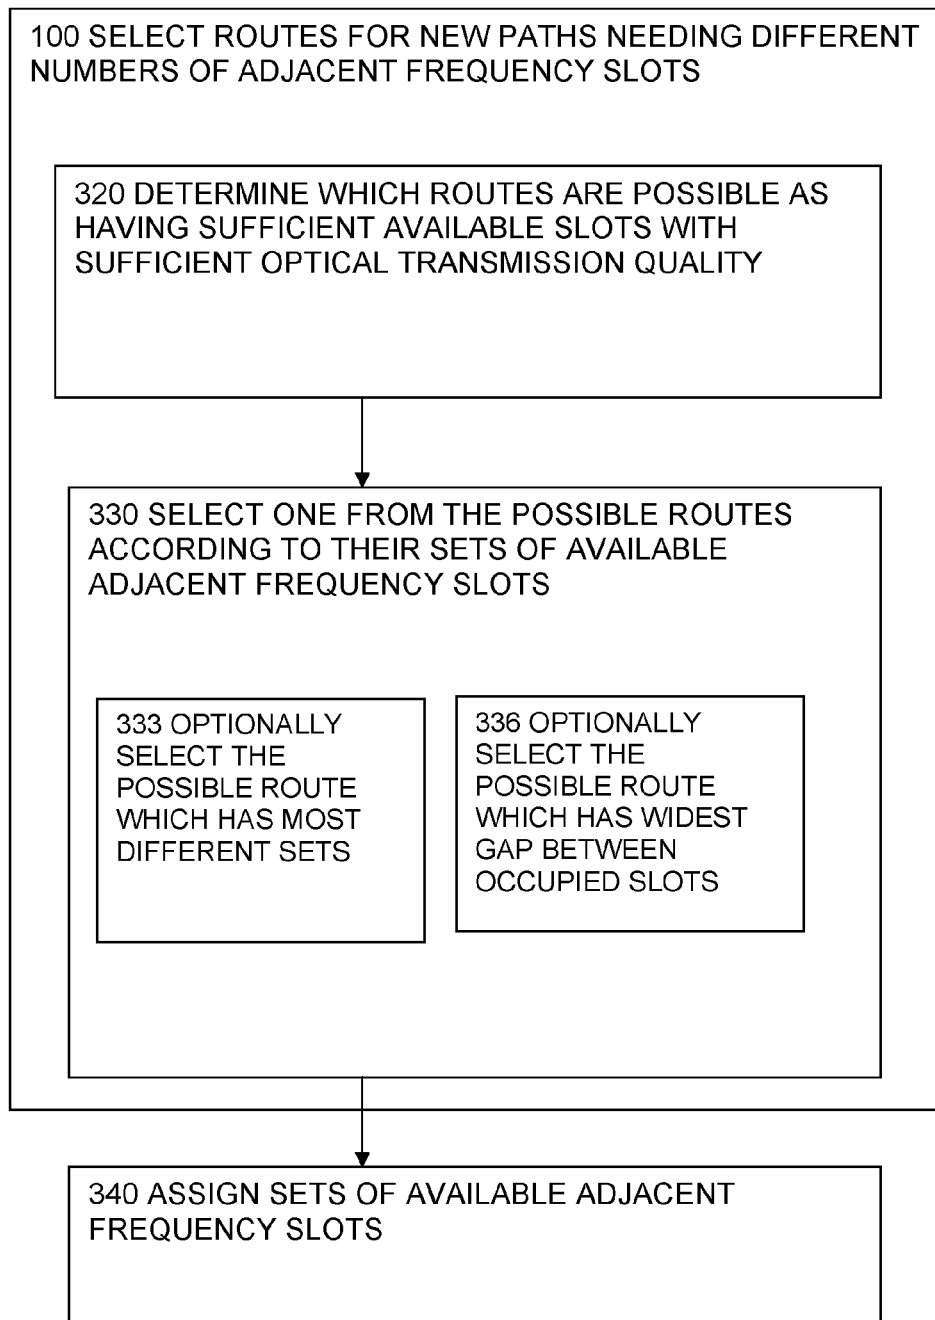 100 SELECT ROUTES FOR NEW PATHS NEEDING DIFFERENT
NUMBERS OF ADJACENT FREQUENCY SLOTS
320 DETERMINE WHICH ROUTES ARE POSSIBLE AS
HAVING SUFFICIENT AVAILABLE SLOTS WITH
SUFFICIENT OPTICAL TRANSMISSION QUALITY
330 SELECT ONE FROM THE POSSIBLE ROUTES
ACCORDING TO THEIR SETS OF AVAILABLE
ADJACENT FREQUENCY SLOTS
333 OPTIONALLY
SELECT THE
POSSIBLE ROUTE
WHICH HAS MOST
DIFFERENT SETS
336 OPTIONALLY
SELECT THE
POSSIBLE ROUTE
WHICH HAS WIDEST
GAP BETWEEN
OCCUPIED SLOTS
340 ASSIGN SETS OF AVAILABLE ADJACENT
FREQUENCY SLOTS